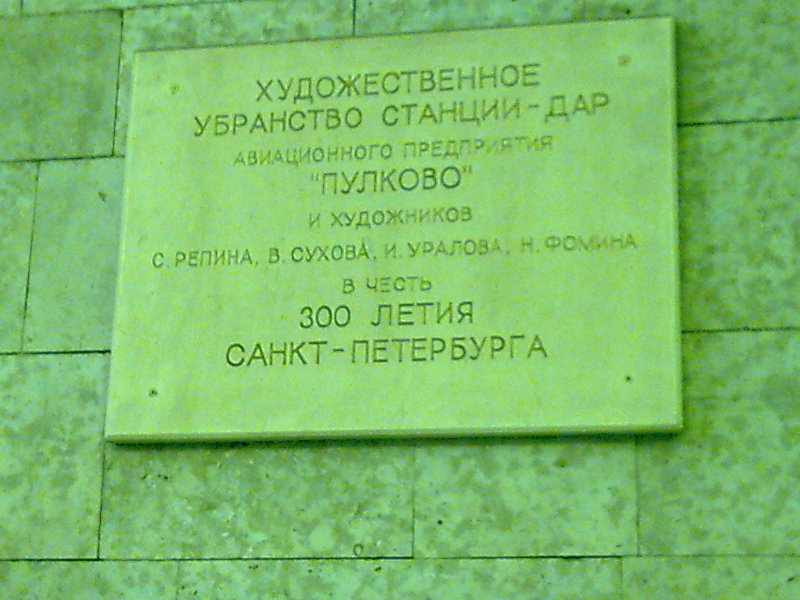 ХУДОЖЕСТВЕННОЕ
УБРАНСТВО СТАНЦИИ-ДАР
АВИАЦИОННОГО ПРЕДПРИЯТИЯ
"ПУЛКОВО"
И ХУДОЖНИКОВ
С. РЕПИНА, В. СУХОВА, И. УРАЛОВА, Н. ФОМИНА
В ЧЕСТЬ
300 ЛЕТИЯ
САНКТ-ПЕТЕРБУРГА